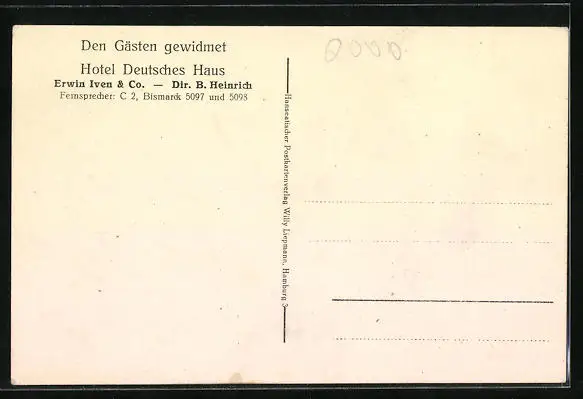 Den Gästen gewidmet
Hotel Deutsches Haus
Erwin Iven & Co. — Dir. B. Heinrich
Fernsprecher: C 2, Bismarck 5097 und 5098
Hanseatischer Postkartenverlag Willy Liepmann, Hamburg 3